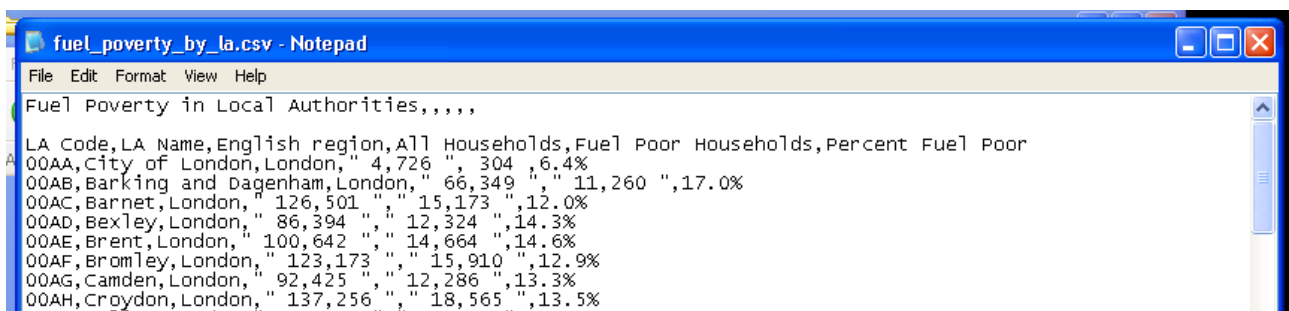 fuel_poverty_by_la.csv - Notepad
File Edit Format View Help
Fuel Poverty in Local Authorities,,,,,
LA Code,LA Name,English region,All Households,Fuel Poor Households,Percent Fuel Poor
00AA,City of London,London," 4,726 ", 304 ,6.4%
00AB,Barking and Dagenham,London," 66,349 "," 11,260 ",17.0%
00AC,Barnet,London," 126,501 "," 15,173 ",12.0%
00AD,Bexley,London," 86,394 "," 12,324 ",14.3%
00AE,Brent,London," 100,642 "," 14,664 ",14.6%
00AF,Bromley,London," 123,173 "," 15,910 ",12.9%
00AG,Camden,London," 92,425 "," 12,286 ",13.3%
00AH,Croydon,London," 137,256 "," 18,565 ",13.5%